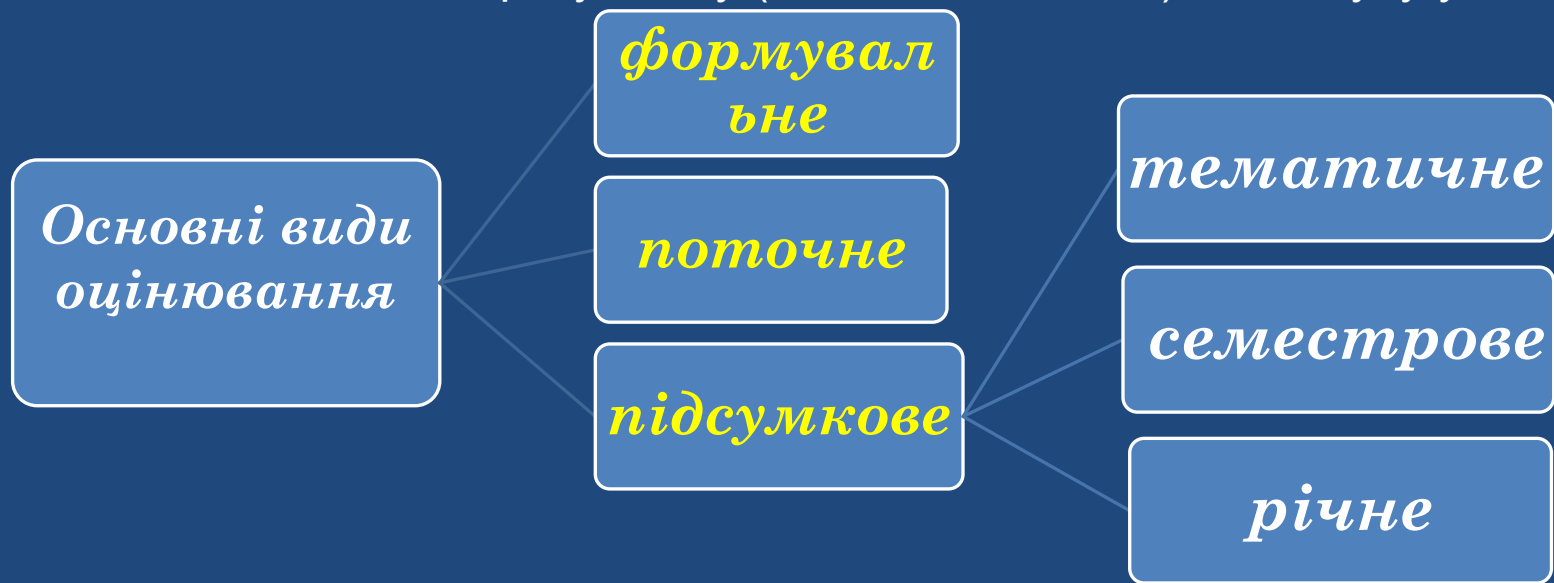 Основні види
оцінювання
формувал
ьне
поточне
підсумкове
тематичне
семестрове
річне